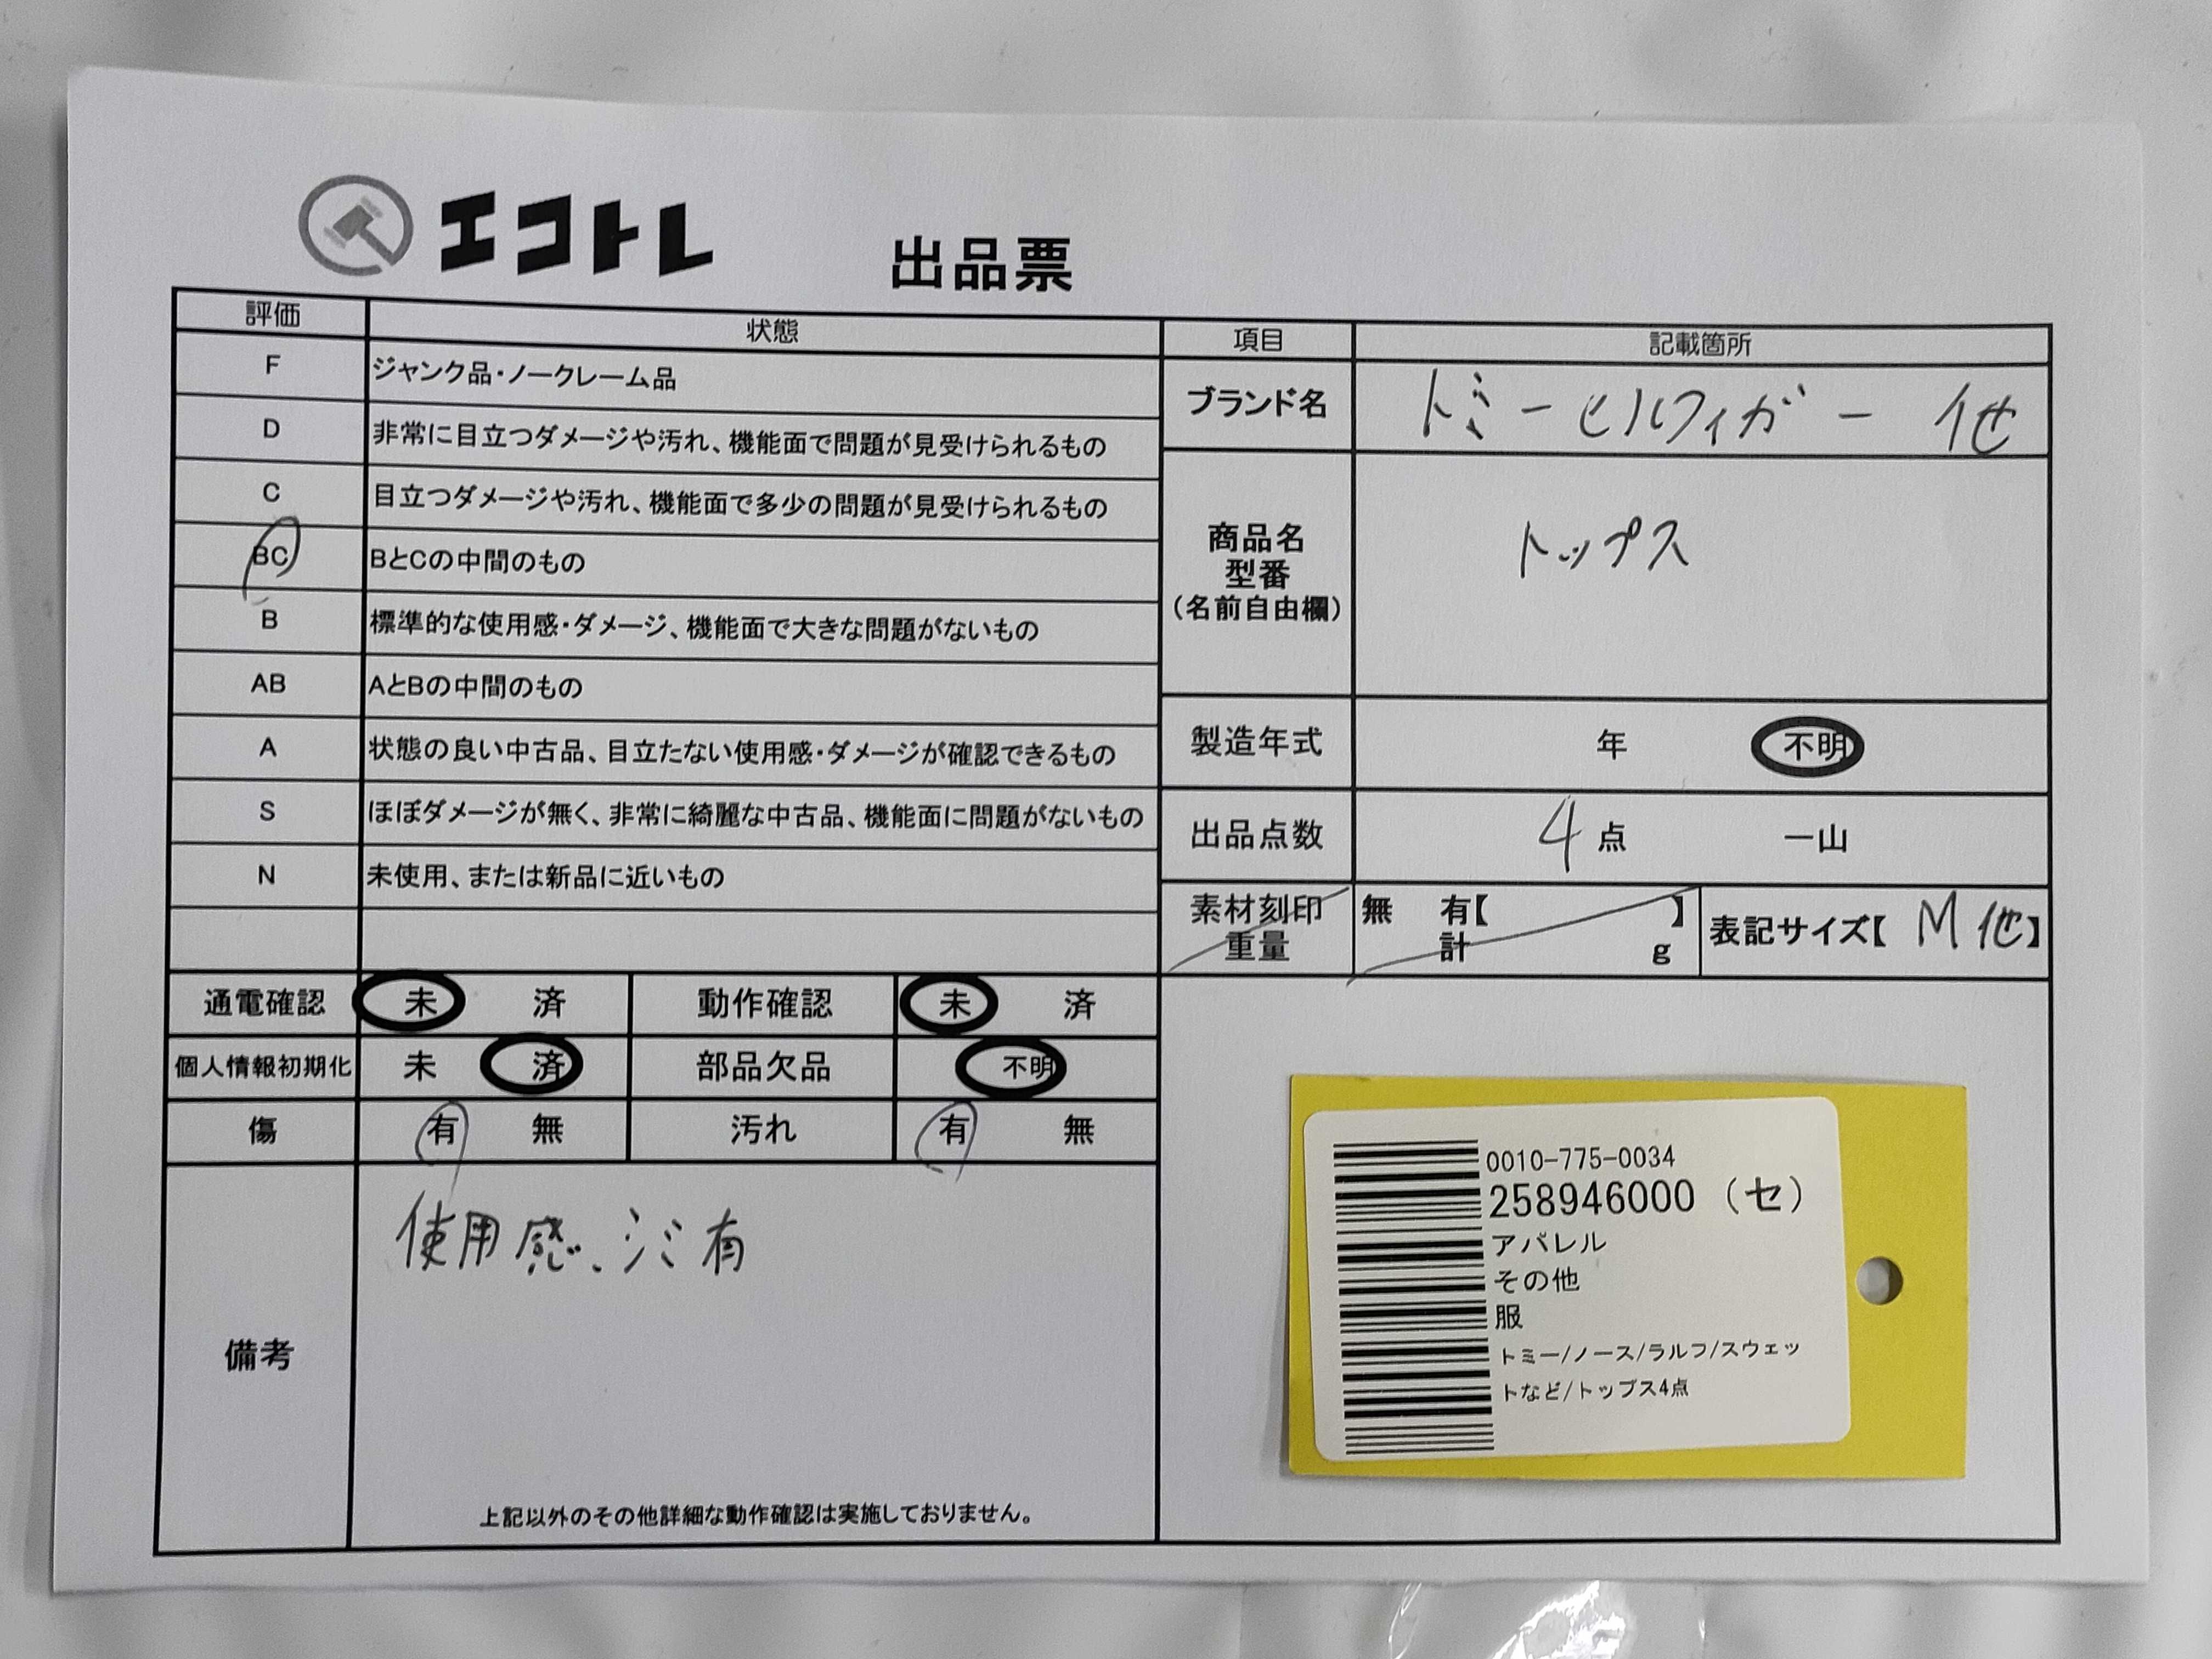 エコトレ
出品票
評価 状態
F ジャンク品・ノークレーム品
D 非常に目立つダメージや汚れ、機能面で問題が見受けられるもの
C 目立つダメージや汚れ、機能面で多少の問題が見受けられるもの
BC BとCの中間のもの
B 標準的な使用感・ダメージ、機能面で大きな問題がないもの
AB AとBの中間のもの
A 状態の良い中古品、目立たない使用感・ダメージが確認できるもの
S ほぼダメージが無く、非常に綺麗な中古品、機能面に問題がないもの
N 未使用、または新品に近いもの
通電確認 未 済 動作確認 未 済
個人情報初期化 未 済 部品欠品 不明
傷 有 無 汚れ 有 無
備考
使用感、シミ有
上記以外のその他詳細な動作確認は実施しておりません。
項目 記載箇所
ブランド名 トミーヒルフィガー 他
商品名
型番
(名前自由欄)
トップス
製造年式 年 不明
出品点数 4点 一山
素材刻印 無 有【 】
重量 計 g
表記サイズ【 M他】
0010-775-0034
258946000 (セ)
アパレル
その他
服
トミー/ノース/ラルフ/スウェッ
トなど/トップス4点